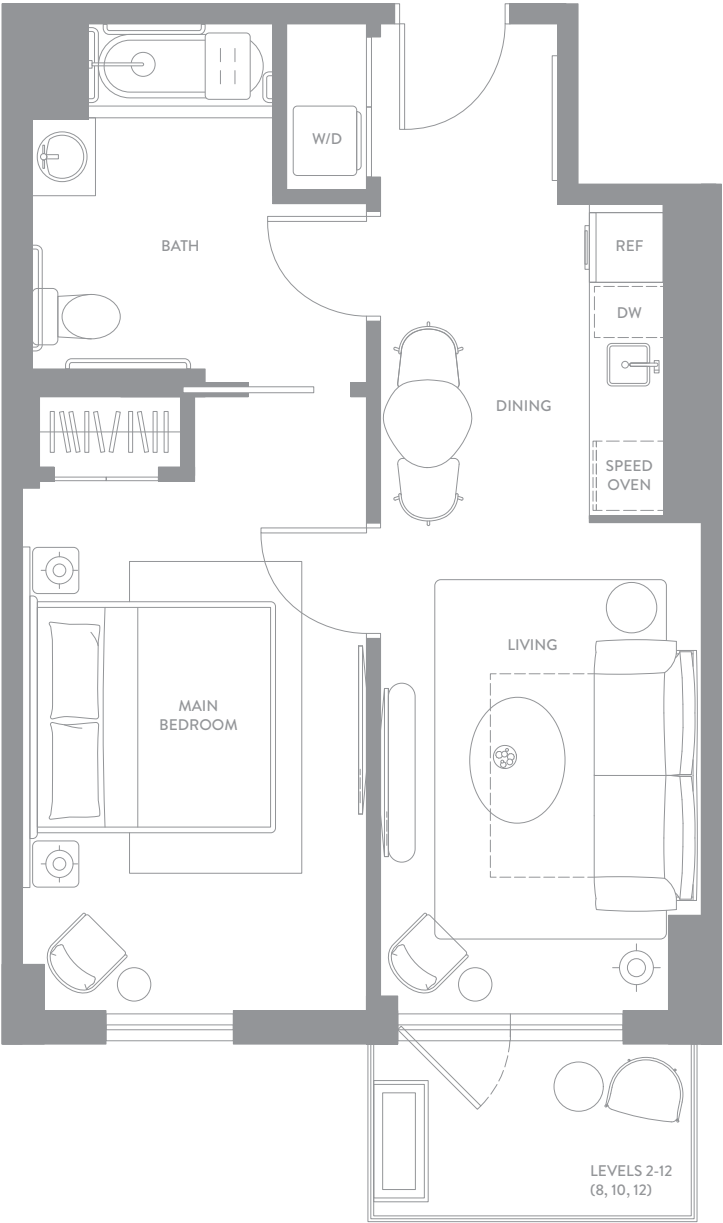 W/D
BATH
REF
DW
DINING
SPEED
OVEN
LIVING
MAIN
BEDROOM
LEVELS 2-12
(8, 10, 12)